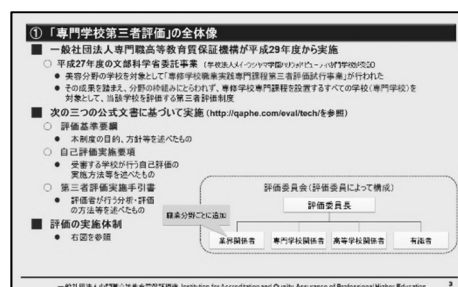 ① 「専門学校第三者評価」の全体像
■ 一般社団法人専門職高等教育質保証機構が平成29年度から実施
○ 平成27年度の文部科学省委託事業
● 美容分野の学校を対象として「専修学校職業実践専門課程第三者評価試行事業」が行われた
● その成果を踏まえ、分野の枠組みにとらわれず、専修学校専門課程を設置するすべての学校(専門学校)を
対象として、当該学校を評価する第三者評価制度
■ 次の三つの公式文書に基づいて実施 (http://qaphe.com/eval/tech/を参照)
○ 評価基準要綱
● 本制度の目的、方針等を述べたもの
○ 自己評価実施要項
● 受審する学校が行う自己評価の
実施方法等を述べたもの
○ 第三者評価実施手引書
● 評価者が行う分析・評価
の方法等を述べたもの
■ 評価の実施体制
● 右図を参照
評価委員会(評価委員によって構成)
評価委員長
職業分野ごとに追加
業界関係者 専門学校関係者 高等学校関係者 有識者
Institution for Accreditation and Quality Assurance of Professional Higher Education
3